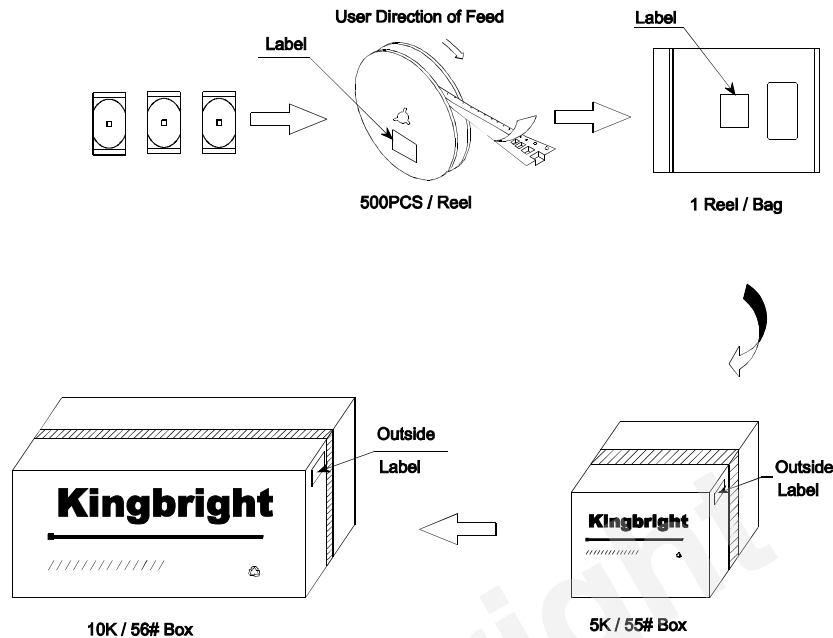 User Direction of Feed
Label
Label
500PCS / Reel
1 Reel / Bag
Outside
Label
Kingbright
10K / 56# Box
Outside
Label
Kingbright
5K / 55# Box